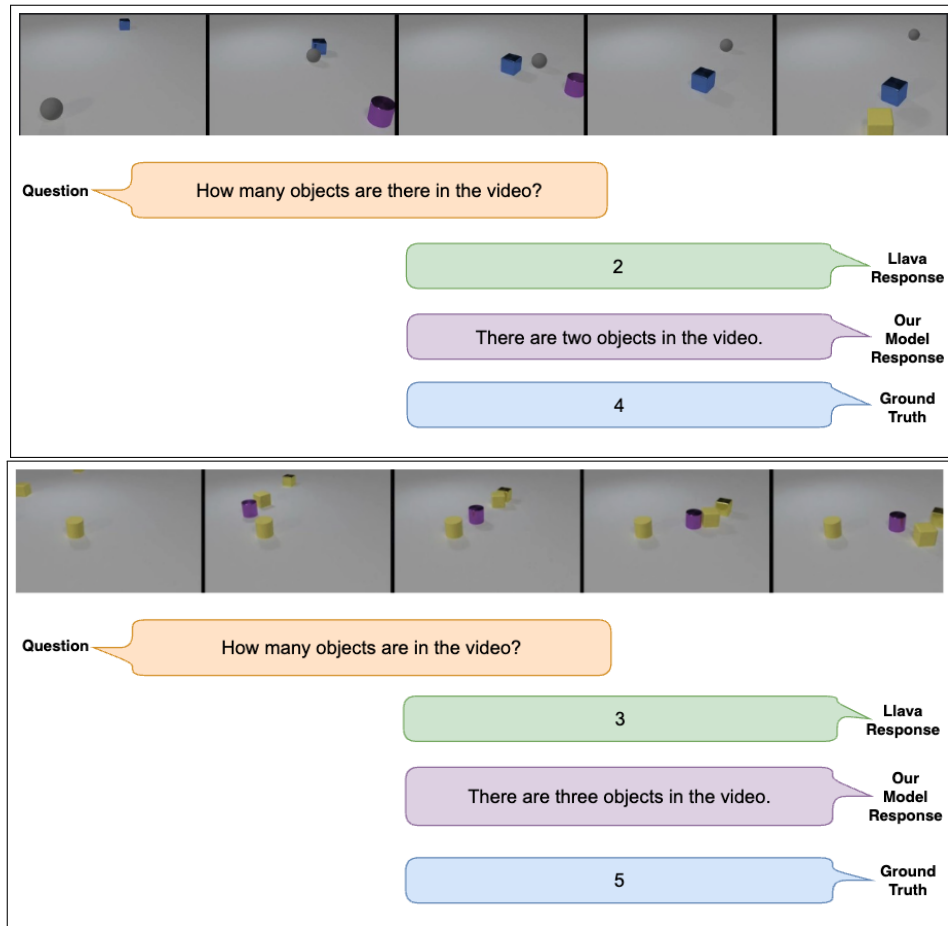 Question
How many objects are there in the video?
2
Llava
Response
There are two objects in the video.
Our
Model
Response
4
Ground
Truth
Question
How many objects are in the video?
3
Llava
Response
There are three objects in the video.
Our
Model
Response
5
Ground
Truth